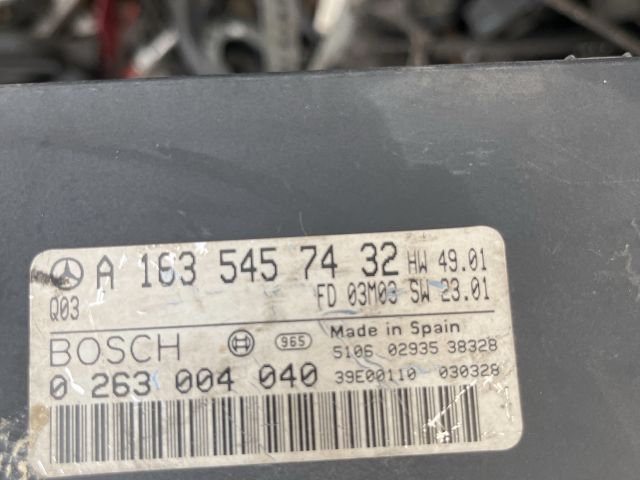 A 163 545 74 32 HW 49.01
Q03 FD 03M03 SW 23.01
BOSCH 965 Made in Spain
5106 02935 38328
0 263 004 040 39E00110 030328